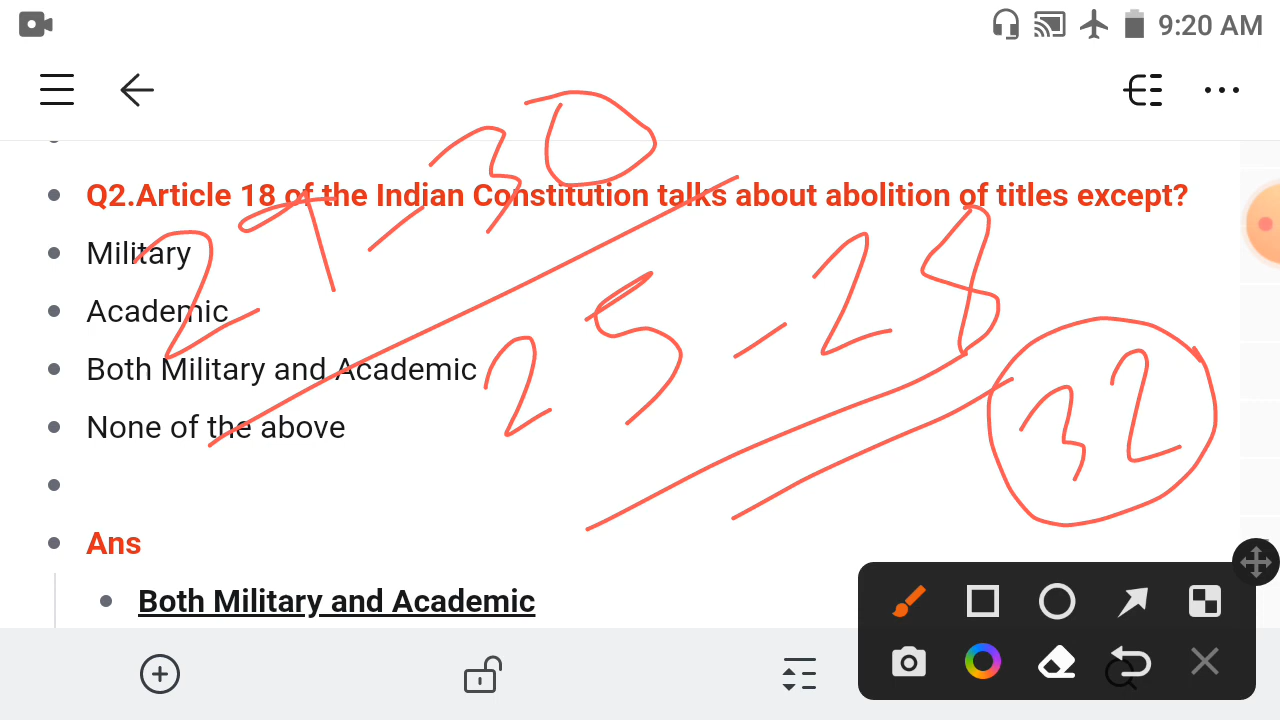 9:20 AM
Q2.Article 18 of the Indian Constitution talks about abolition of titles except?
Military
Academic
Both Military and Academic
None of the above
Ans
Both Military and Academic
29-30
25-28
32